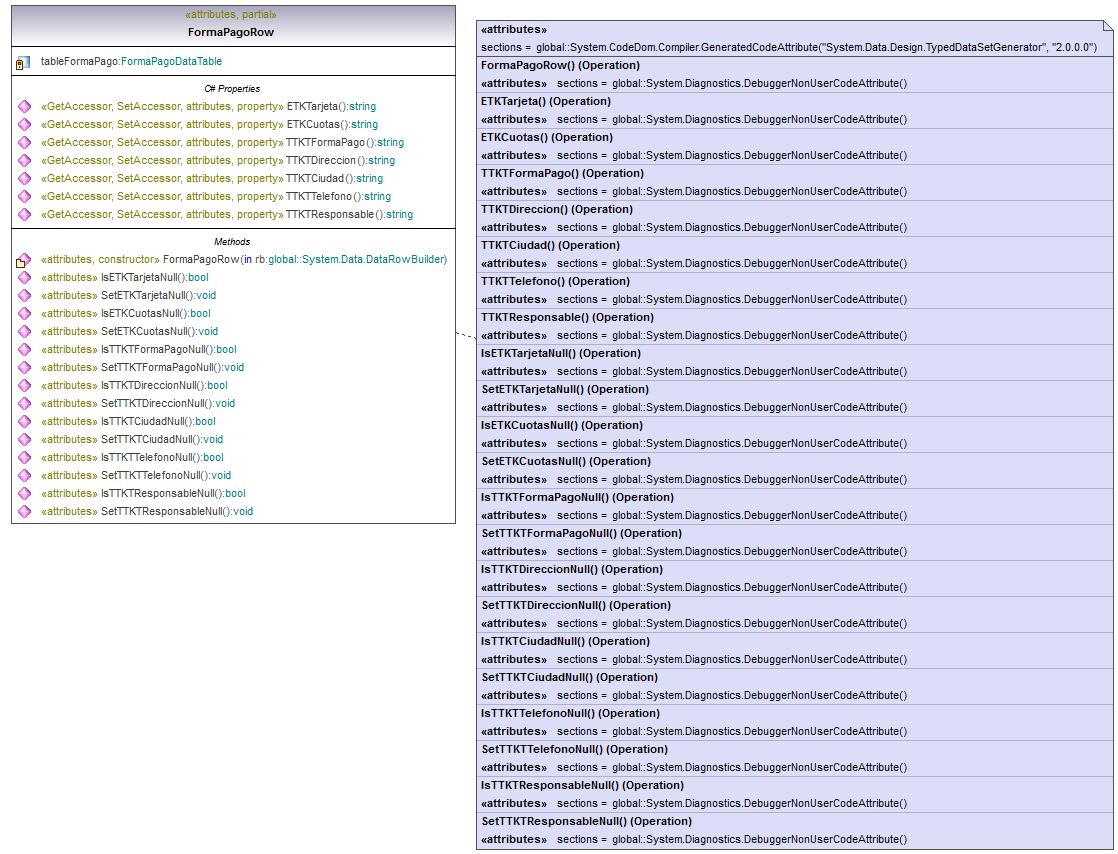 «attributes, partial»
FormaPagoRow
tableFormaPago:FormaPagoDataTable
C# Properties
«GetAccessor, SetAccessor, attributes, property» ETKTarjeta():string
«GetAccessor, SetAccessor, attributes, property» ETKCuotas():string
«GetAccessor, SetAccessor, attributes, property» TTKTFormaPago():string
«GetAccessor, SetAccessor, attributes, property» TTKTDireccion():string
«GetAccessor, SetAccessor, attributes, property» TTKTCiudad():string
«GetAccessor, SetAccessor, attributes, property» TTKTTelefono():string
«GetAccessor, SetAccessor, attributes, property» TTKTResponsable():string
Methods
«attributes, constructor» FormaPagoRow(in rb:global::System.Data.DataRowBuilder)
«attributes» IsETKTarjetaNull():bool
«attributes» SetETKTarjetaNull():void
«attributes» IsETKCuotasNull():bool
«attributes» SetETKCuotasNull():void
«attributes» IsTTKTFormaPagoNull():bool
«attributes» SetTTKTFormaPagoNull():void
«attributes» IsTTKTDireccionNull():bool
«attributes» SetTTKTDireccionNull():void
«attributes» IsTTKTCiudadNull():bool
«attributes» SetTTKTCiudadNull():void
«attributes» IsTTKTTelefonoNull():bool
«attributes» SetTTKTTelefonoNull():void
«attributes» IsTTKTResponsableNull():bool
«attributes» SetTTKTResponsableNull():void
«attributes»
sections = global::System.CodeDom.Compiler.GeneratedCodeAttribute("System.Data.Design.TypedDataSetGenerator", "2.0.0.0")
FormaPagoRow() (Operation)
«attributes» sections = global::System.Diagnostics.DebuggerNonUserCodeAttribute()
ETKTarjeta() (Operation)
«attributes» sections = global::System.Diagnostics.DebuggerNonUserCodeAttribute()
ETKCuotas() (Operation)
«attributes» sections = global::System.Diagnostics.DebuggerNonUserCodeAttribute()
TTKTFormaPago() (Operation)
«attributes» sections = global::System.Diagnostics.DebuggerNonUserCodeAttribute()
TTKTDireccion() (Operation)
«attributes» sections = global::System.Diagnostics.DebuggerNonUserCodeAttribute()
TTKTCiudad() (Operation)
«attributes» sections = global::System.Diagnostics.DebuggerNonUserCodeAttribute()
TTKTTelefono() (Operation)
«attributes» sections = global::System.Diagnostics.DebuggerNonUserCodeAttribute()
TTKTResponsable() (Operation)
«attributes» sections = global::System.Diagnostics.DebuggerNonUserCodeAttribute()
IsETKTarjetaNull() (Operation)
«attributes» sections = global::System.Diagnostics.DebuggerNonUserCodeAttribute()
SetETKTarjetaNull() (Operation)
«attributes» sections = global::System.Diagnostics.DebuggerNonUserCodeAttribute()
IsETKCuotasNull() (Operation)
«attributes» sections = global::System.Diagnostics.DebuggerNonUserCodeAttribute()
SetETKCuotasNull() (Operation)
«attributes» sections = global::System.Diagnostics.DebuggerNonUserCodeAttribute()
IsTTKTFormaPagoNull() (Operation)
«attributes» sections = global::System.Diagnostics.DebuggerNonUserCodeAttribute()
SetTTKTFormaPagoNull() (Operation)
«attributes» sections = global::System.Diagnostics.DebuggerNonUserCodeAttribute()
IsTTKTDireccionNull() (Operation)
«attributes» sections = global::System.Diagnostics.DebuggerNonUserCodeAttribute()
SetTTKTDireccionNull() (Operation)
«attributes» sections = global::System.Diagnostics.DebuggerNonUserCodeAttribute()
IsTTKTCiudadNull() (Operation)
«attributes» sections = global::System.Diagnostics.DebuggerNonUserCodeAttribute()
SetTTKTCiudadNull() (Operation)
«attributes» sections = global::System.Diagnostics.DebuggerNonUserCodeAttribute()
IsTTKTTelefonoNull() (Operation)
«attributes» sections = global::System.Diagnostics.DebuggerNonUserCodeAttribute()
SetTTKTTelefonoNull() (Operation)
«attributes» sections = global::System.Diagnostics.DebuggerNonUserCodeAttribute()
IsTTKTResponsableNull() (Operation)
«attributes» sections = global::System.Diagnostics.DebuggerNonUserCodeAttribute()
SetTTKTResponsableNull() (Operation)
«attributes» sections = global::System.Diagnostics.DebuggerNonUserCodeAttribute()